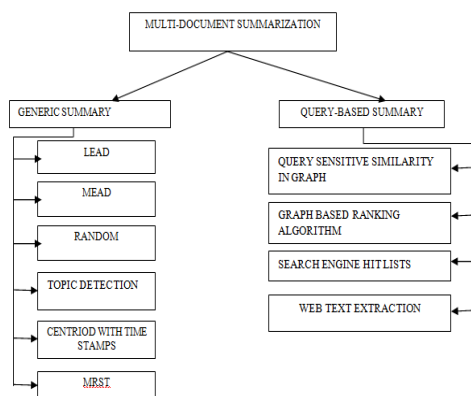 MULTI-DOCUMENT SUMMARIZATION
GENERIC SUMMARY
LEAD
MEAD
RANDOM
TOPIC DETECTION
CENTRIOD WITH TIME
STAMPS
MRST
QUERY-BASED SUMMARY
QUERY SENSITIVE SIMILARITY
IN GRAPH
GRAPH BASED RANKING
ALGORITHM
SEARCH ENGINE HIT LISTS
WEB TEXT EXTRACTION